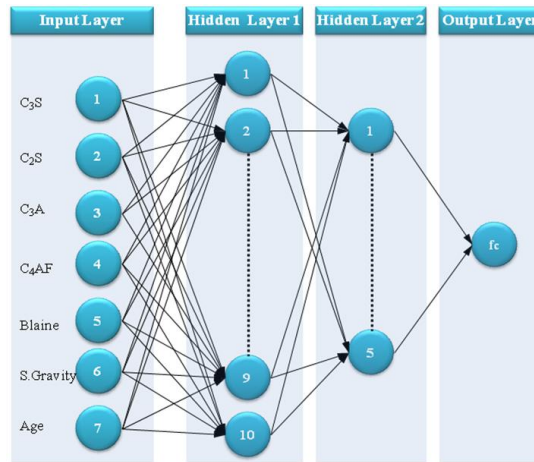 Input Layer
Hidden Layer 1
Hidden Layer 2
Output Layer
C₃S
1
C₂S
2
C₃A
3
C₄AF
4
Blaine
5
S.Gravity
6
Age
7
1
2
9
10
1
5
fc